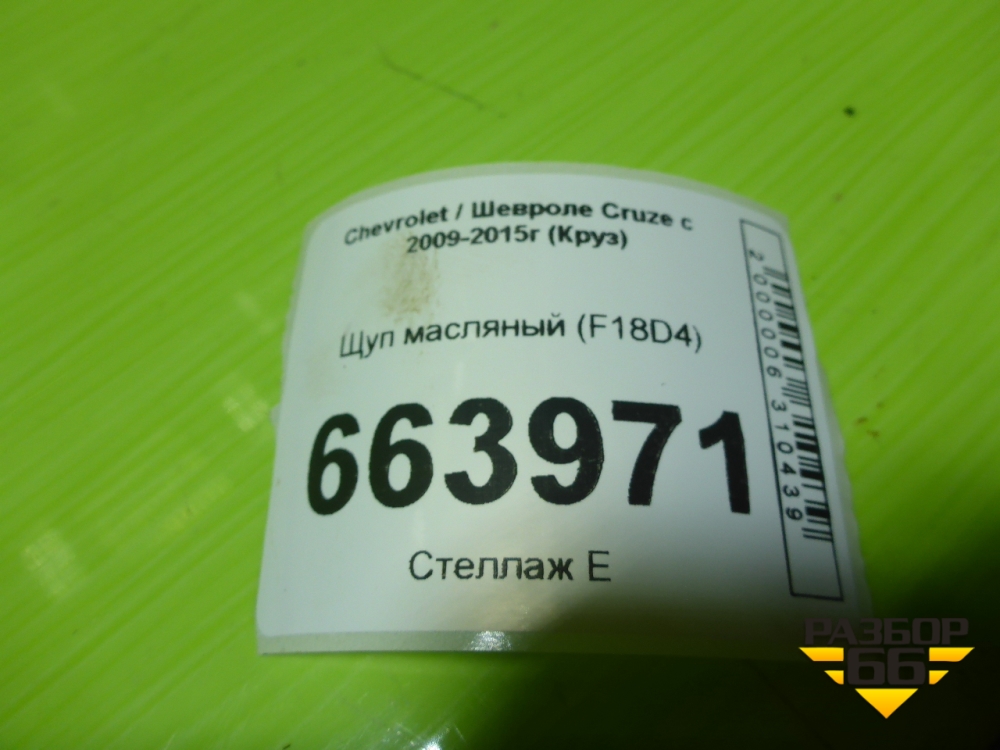 Chevrolet / Шевроле Cruze с
2009-2015г (Круз)
Щуп масляный (F18D4)
663971
Стеллаж Е
2000006310439
РАЗБОР
66